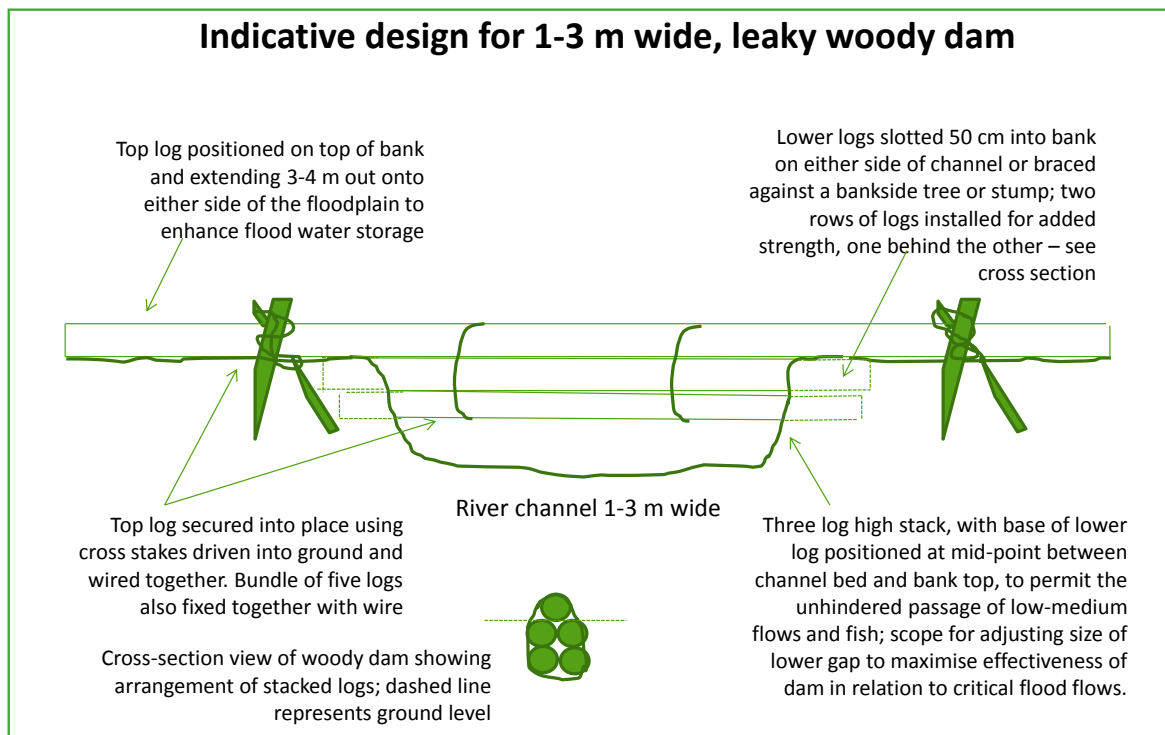 Indicative design for 1-3 m wide, leaky woody dam
Top log positioned on top of bank
and extending 3-4 m out onto
either side of the floodplain to
enhance flood water storage
Lower logs slotted 50 cm into bank
on either side of channel or braced
against a bankside tree or stump; two
rows of logs installed for added
strength, one behind the other – see
cross section
River channel 1-3 m wide
Top log secured into place using
cross stakes driven into ground and
wired together. Bundle of five logs
also fixed together with wire
Three log high stack, with base of lower
log positioned at mid-point between
channel bed and bank top, to permit the
unhindered passage of low-medium
flows and fish; scope for adjusting size of
lower gap to maximise effectiveness of
dam in relation to critical flood flows.
Cross-section view of woody dam showing
arrangement of stacked logs; dashed line
represents ground level